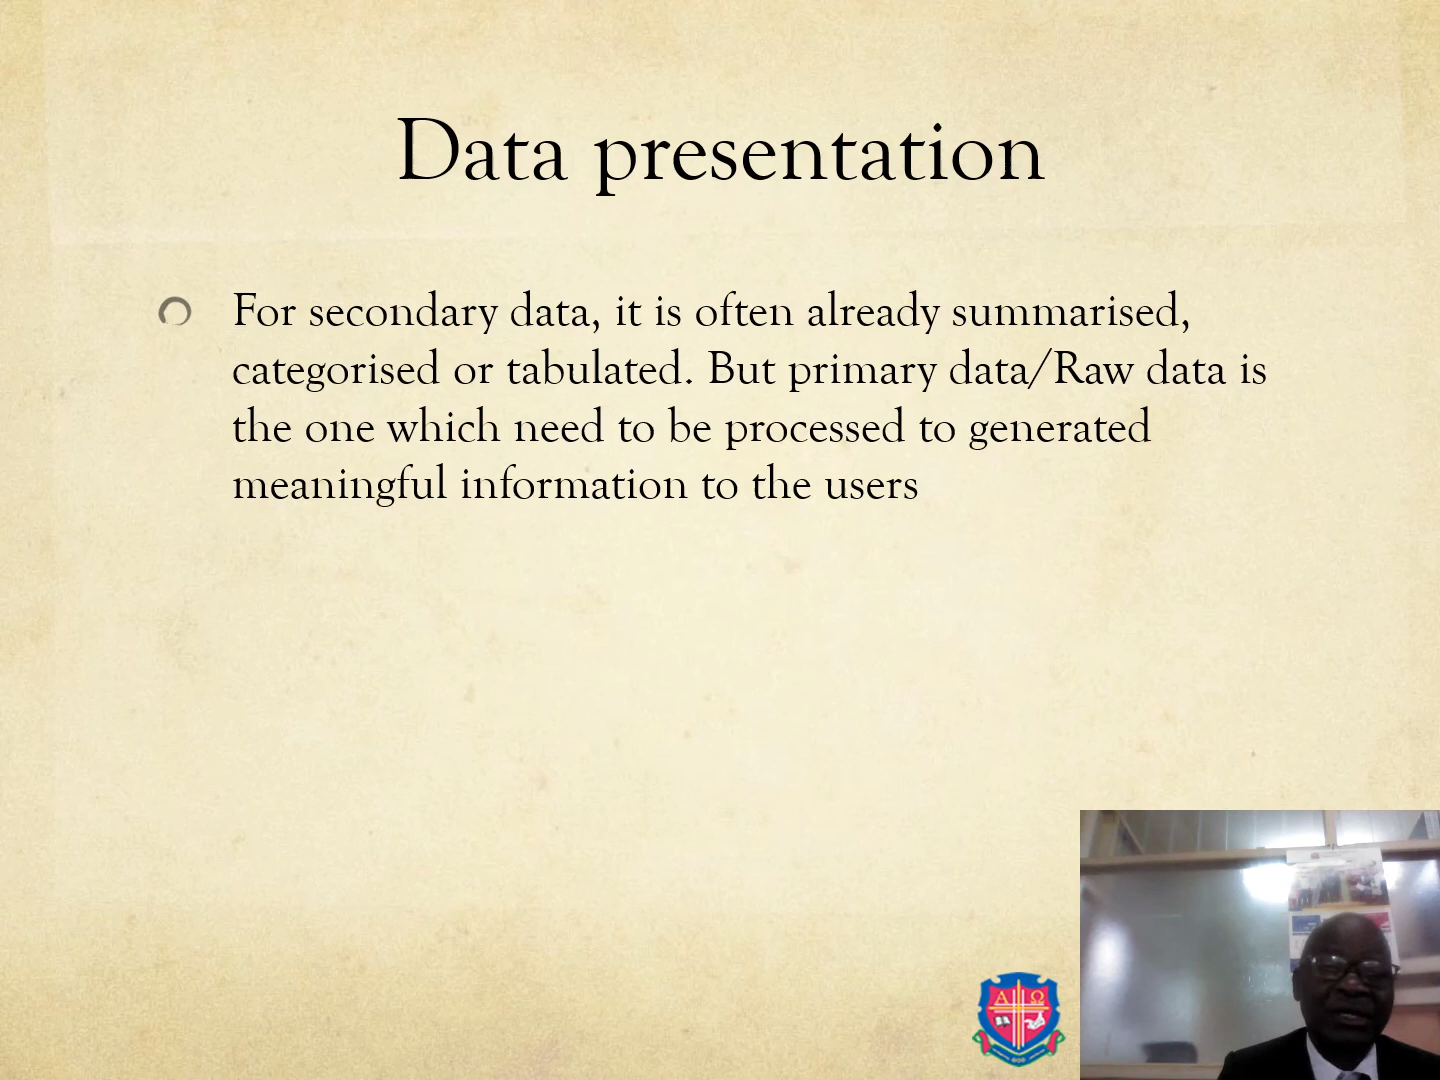 Data presentation
For secondary data, it is often already summarised,
categorised or tabulated. But primary data/Raw data is
the one which need to be processed to generated
meaningful information to the users
Α Ω